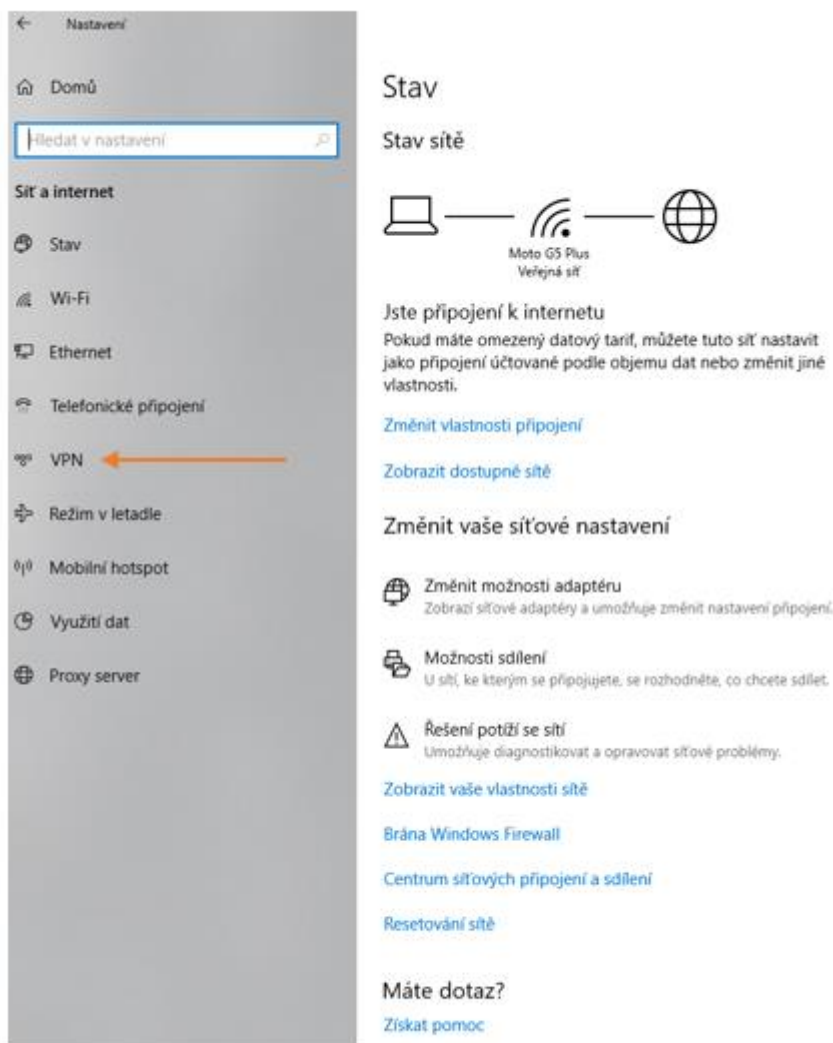 Nastavení
Domů
Hledat v nastavení
Síť a internet
Stav
Wi-Fi
Ethernet
Telefonické připojení
VPN
Režim v letadle
Mobilní hotspot
Využití dat
Proxy server
Stav
Stav sítě
Moto G5 Plus
Veřejná síť
Jste připojení k internetu
Pokud máte omezený datový tarif, můžete tuto síť nastavit
jako připojení účtované podle objemu dat nebo změnit jiné
vlastnosti.
Změnit vlastnosti připojení
Zobrazit dostupné sítě
Změnit vaše síťové nastavení
Změnit možnosti adaptéru
Zobrazí síťové adaptéry a umožňuje změnit nastavení připojení.
Možnosti sdílení
U sítí, ke kterým se připojujete, se rozhodněte, co chcete sdílet.
Řešení potíží se sítí
Umožňuje diagnostikovat a opravovat síťové problémy.
Zobrazit vaše vlastnosti sítě
Brána Windows Firewall
Centrum síťových připojení a sdílení
Resetování sítě
Máte dotaz?
Získat pomoc